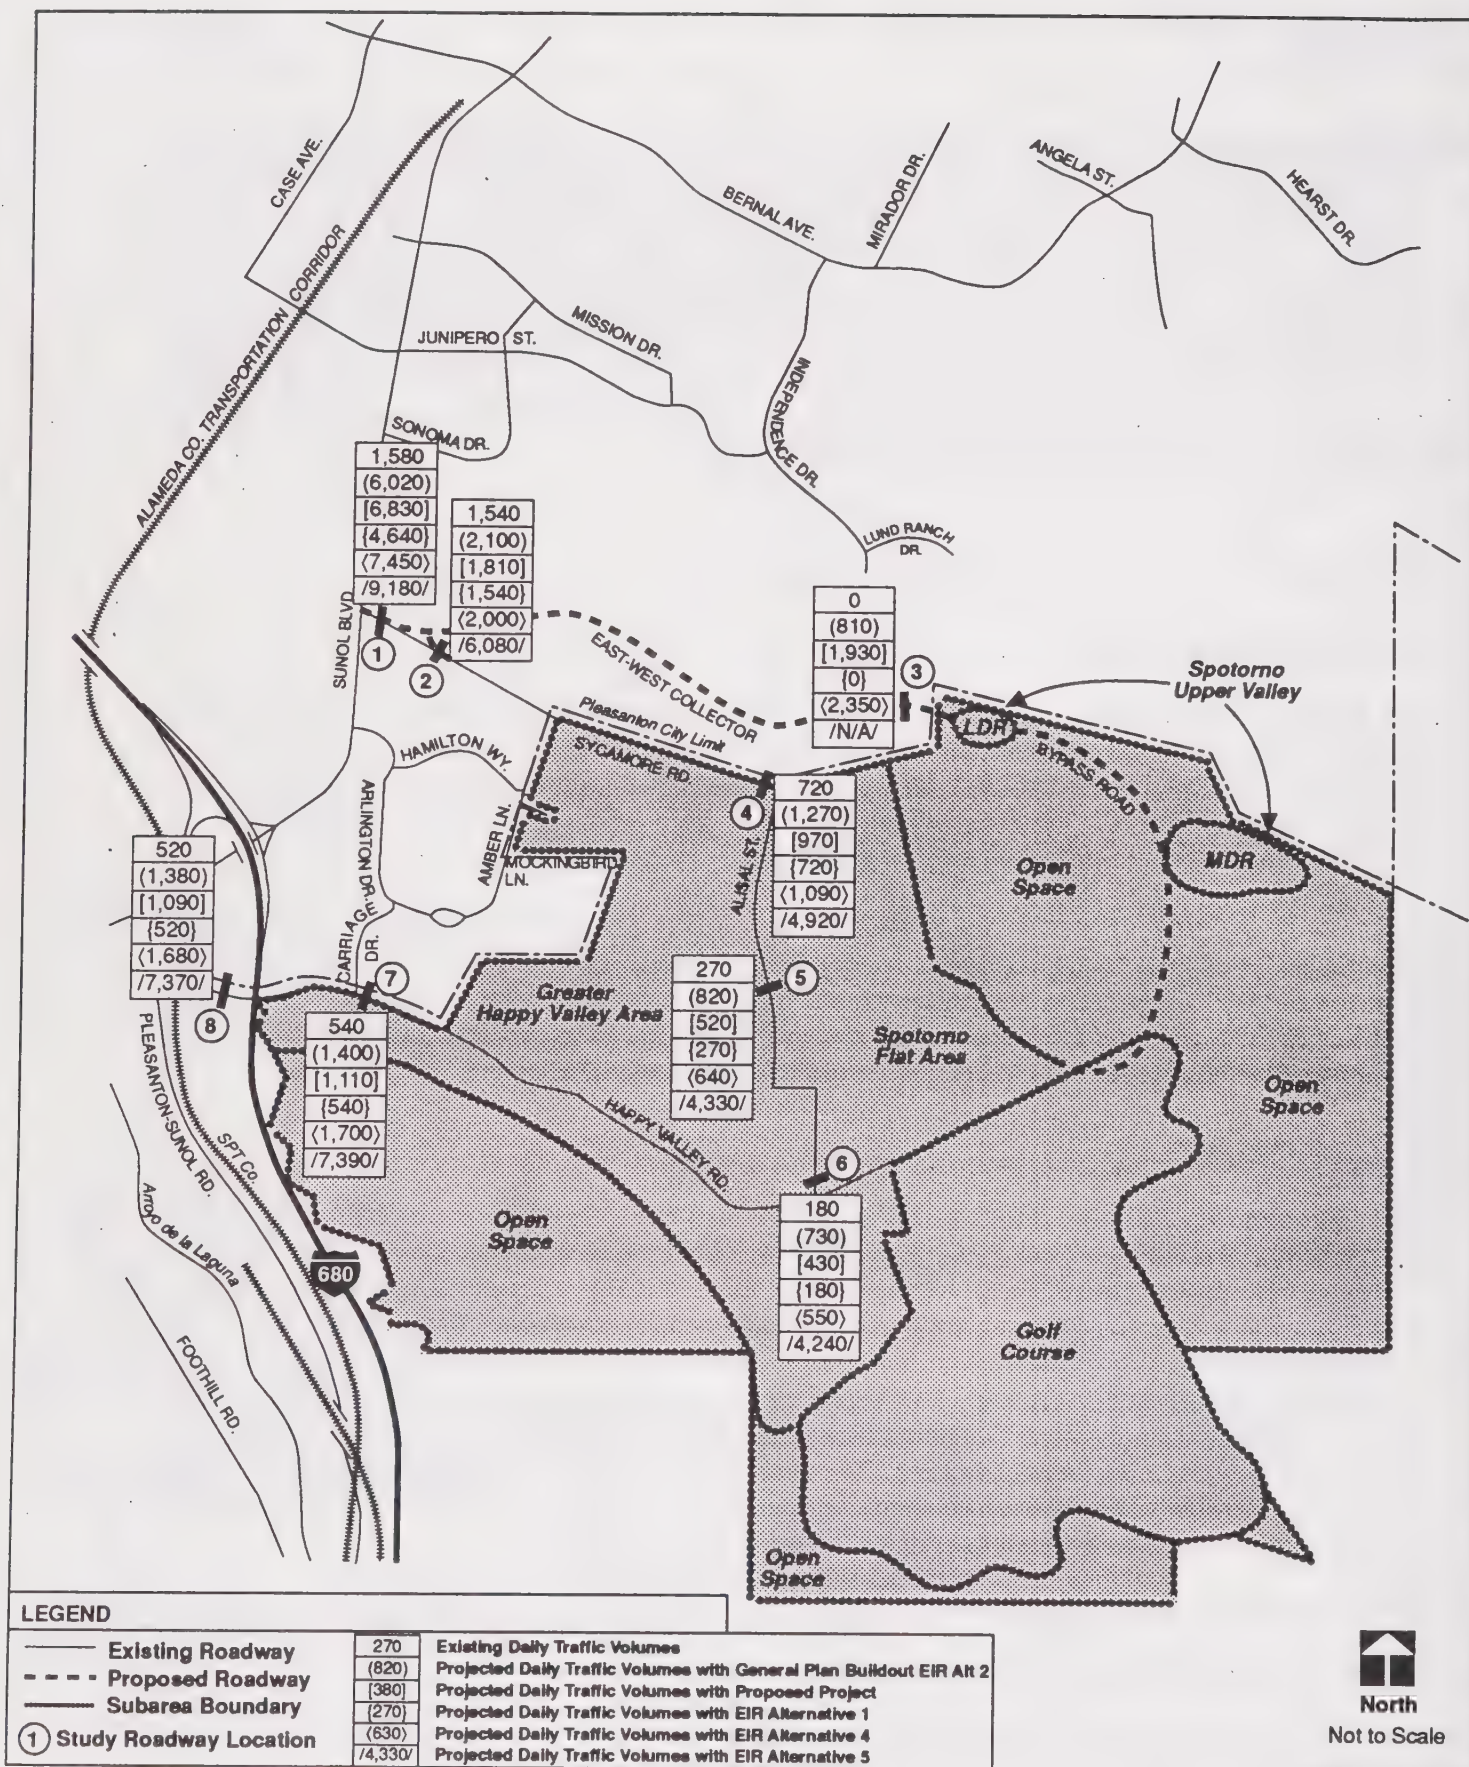 CASE AVE.
BERNAL AVE.
MIRADOR DR.
ANGELA ST.
HEARST DR.
ALAMEDA CO. TRANSPORTATION CORRIDOR
JUNIPERO ST.
MISSION DR.
INDEPENDENCE DR.
SONOMA DR.
LUND RANCH
DR.
1,580
(6,020)
[6,830]
{4,640}
⟨7,450⟩
/9,180/
1,540
(2,100)
[1,810]
{1,540}
⟨2,000⟩
/6,080/
0
(810)
[1,930]
{0}
⟨2,350⟩
/N/A/
SUNOL BLVD.
1
2
3
EAST-WEST COLLECTOR
Spotorno
Upper Valley
LDR
BYPASS ROAD
MDR
Pleasanton City Limit
SYCAMORE RD.
HAMILTON WY.
ARLINGTON DR.
AMBER LN.
MOCKINGBIRD
LN.
CARRIAGE
DR.
ALISAL ST.
4
720
(1,270)
[970]
{720}
⟨1,090⟩
/4,920/
Open
Space
520
(1,380)
[1,090]
{520}
⟨1,680⟩
/7,370/
8
7
540
(1,400)
[1,110]
{540}
⟨1,700⟩
/7,390/
Greater
Happy Valley Area
270
(820)
[520]
{270}
⟨640⟩
/4,330/
5
Spotorno
Flat Area
Open
Space
HAPPY VALLEY RD.
6
180
(730)
[430]
{180}
⟨550⟩
/4,240/
PLEASANTON-SUNOL RD.
SPT Co.
Arroyo de la Laguna
680
FOOTHILL RD.
Open
Space
Golf
Course
Open
Space
LEGEND
Existing Roadway
Proposed Roadway
Subarea Boundary
1 Study Roadway Location
270 Existing Daily Traffic Volumes
(820) Projected Daily Traffic Volumes with General Plan Buildout EIR Alt 2
[380] Projected Daily Traffic Volumes with Proposed Project
{270} Projected Daily Traffic Volumes with EIR Alternative 1
⟨630⟩ Projected Daily Traffic Volumes with EIR Alternative 4
/4,330/ Projected Daily Traffic Volumes with EIR Alternative 5
North
Not to Scale